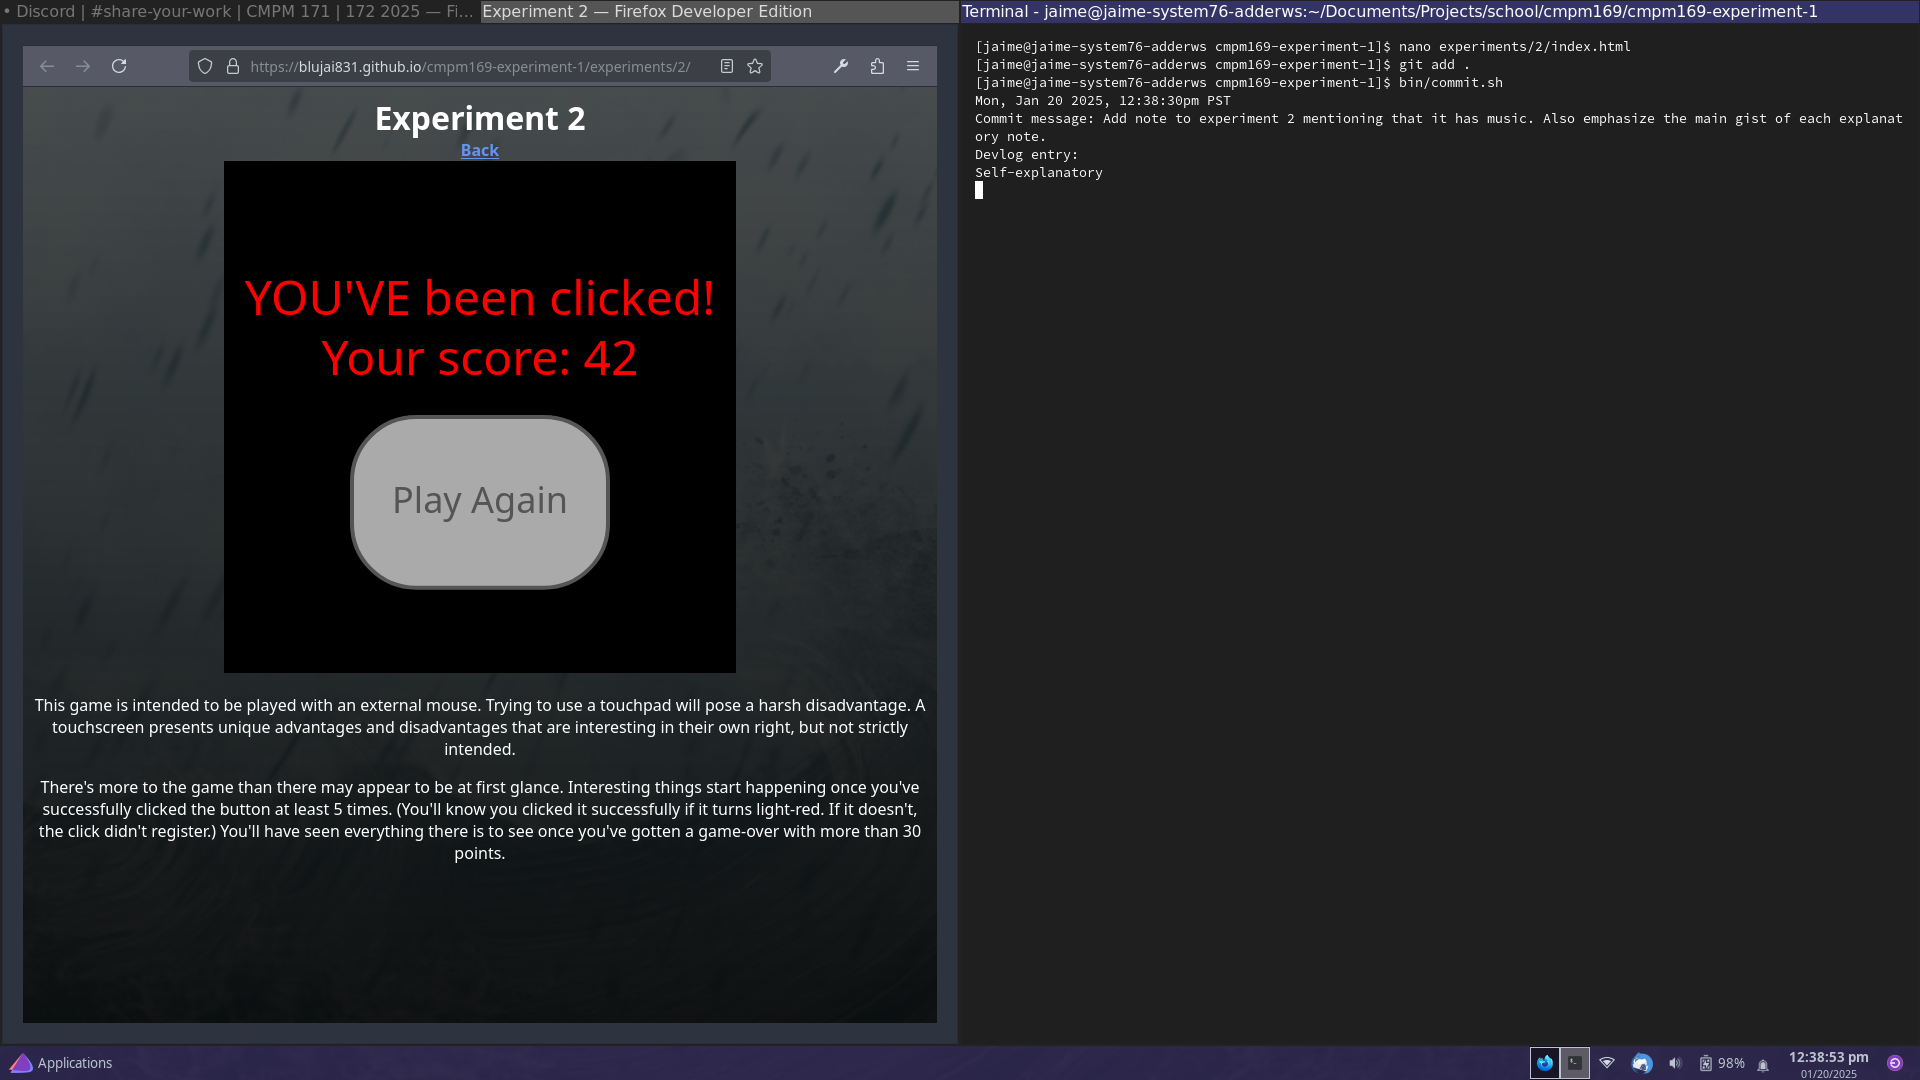 • Discord | #share-your-work | CMPM 171 | 172 2025 — Fi...
Experiment 2 — Firefox Developer Edition
Terminal - jaime@jaime-system76-adderws:~/Documents/Projects/school/cmpm169/cmpm169-experiment-1
https://blujai831.github.io/cmpm169-experiment-1/experiments/2/
Experiment 2
Back
YOU'VE been clicked!
Your score: 42
Play Again
This game is intended to be played with an external mouse. Trying to use a touchpad will pose a harsh disadvantage. A
touchscreen presents unique advantages and disadvantages that are interesting in their own right, but not strictly
intended.
There's more to the game than there may appear to be at first glance. Interesting things start happening once you've
successfully clicked the button at least 5 times. (You'll know you clicked it successfully if it turns light-red. If it doesn't,
the click didn't register.) You'll have seen everything there is to see once you've gotten a game-over with more than 30
points.
[jaime@jaime-system76-adderws cmpm169-experiment-1]$ nano experiments/2/index.html
[jaime@jaime-system76-adderws cmpm169-experiment-1]$ git add .
[jaime@jaime-system76-adderws cmpm169-experiment-1]$ bin/commit.sh
Mon, Jan 20 2025, 12:38:30pm PST
Commit message: Add note to experiment 2 mentioning that it has music. Also emphasize the main gist of each explanat
ory note.
Devlog entry:
Self-explanatory
Applications
98%
12:38:53 pm
01/20/2025